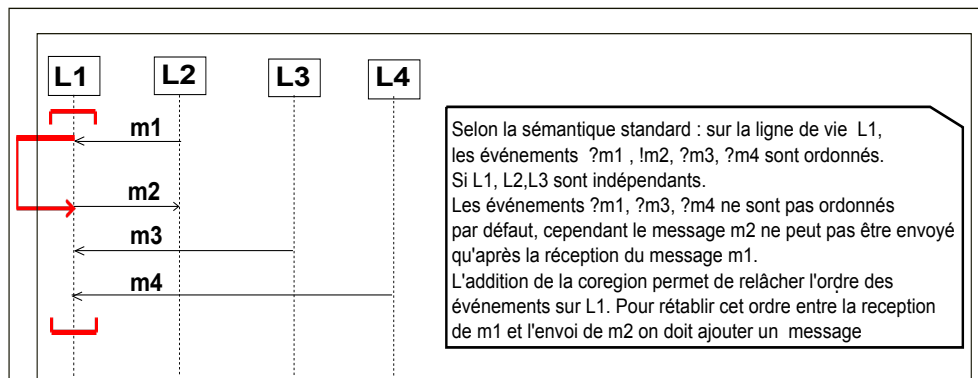 L1
L2
L3
L4
m1
m2
m3
m4
Selon la sémantique standard : sur la ligne de vie L1,
les événements ?m1 , !m2, ?m3, ?m4 sont ordonnés.
Si L1, L2,L3 sont indépendants.
Les événements ?m1, ?m3, ?m4 ne sont pas ordonnés
par défaut, cependant le message m2 ne peut pas être envoyé
qu'après la réception du message m1.
L'addition de la coregion permet de relâcher l'ordre des
événements sur L1. Pour rétablir cet ordre entre la reception
de m1 et l'envoi de m2 on doit ajouter un message